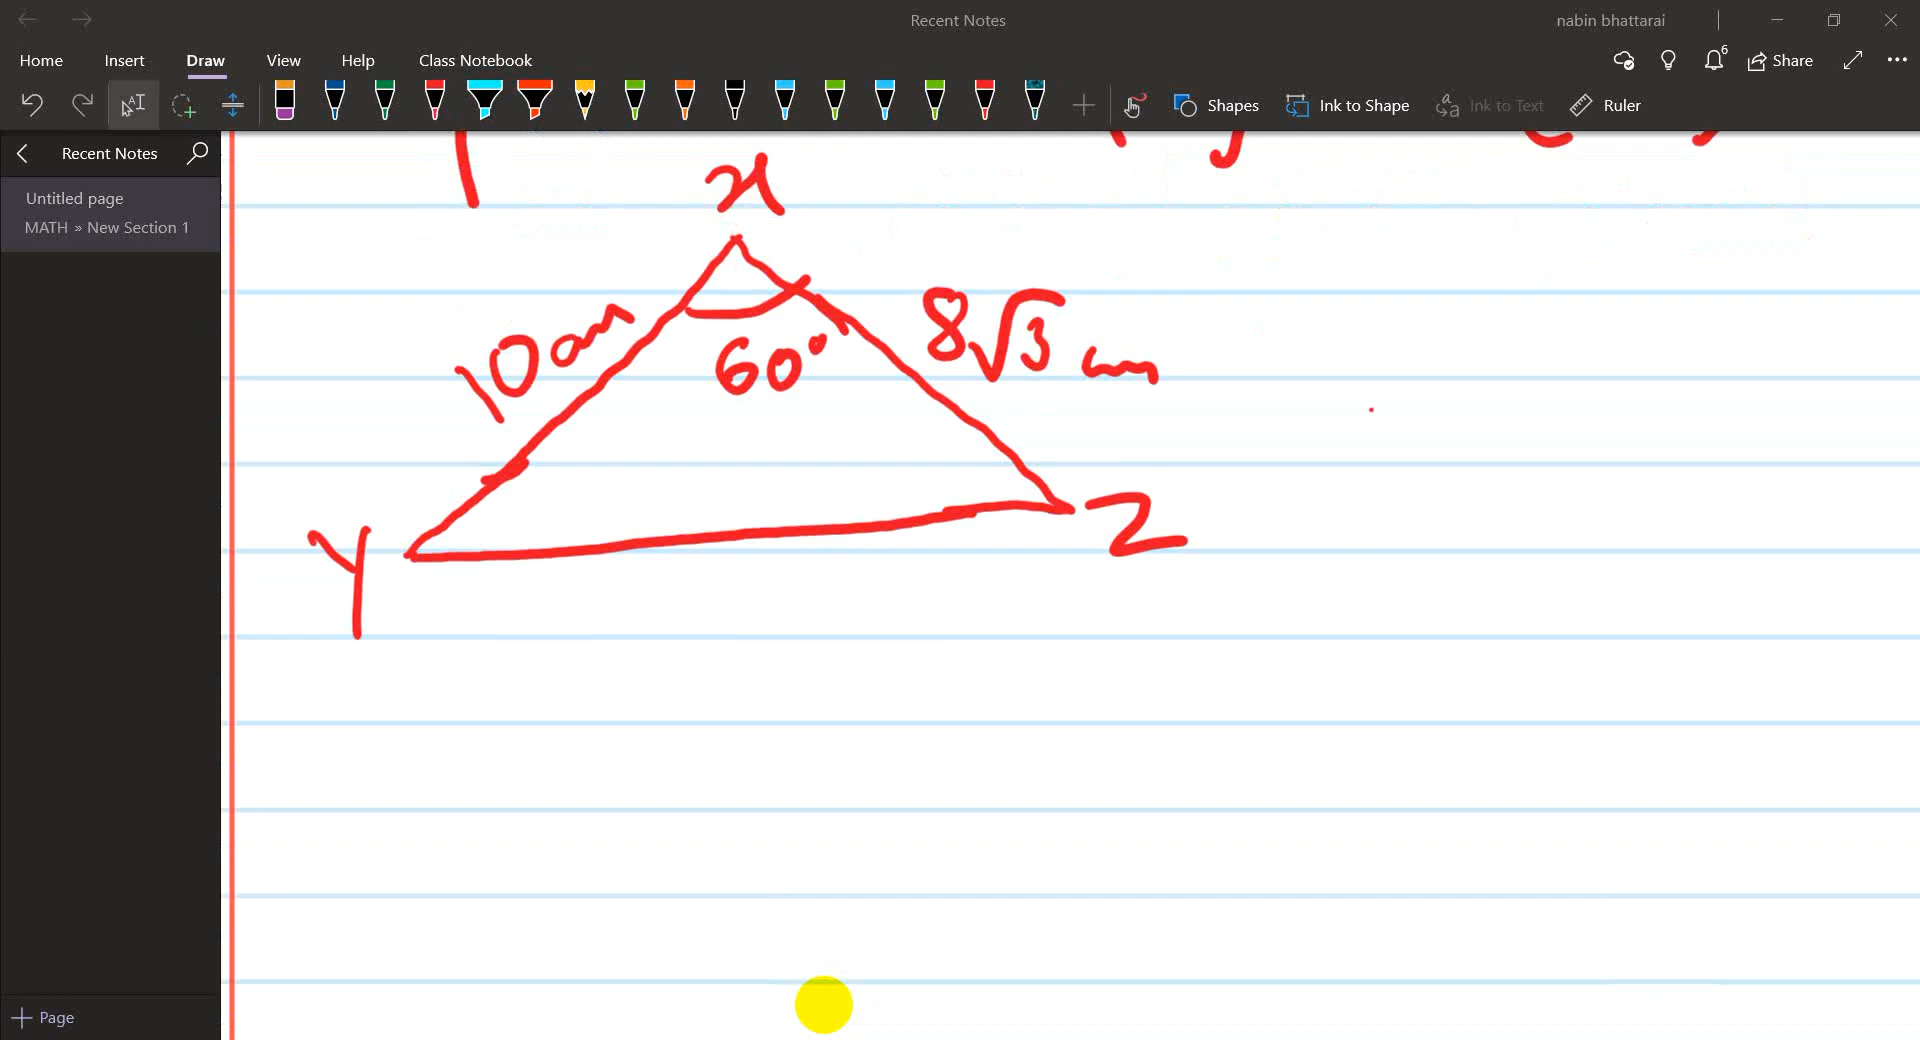 Recent Notes
nabin bhattarai
Home Insert Draw View Help Class Notebook
6
Share
Shapes
Ink to Shape
Ink to Text
Ruler
Recent Notes
Untitled page
MATH » New Section 1
x
10cm
60°
8√3 cm
Y
Z
Page